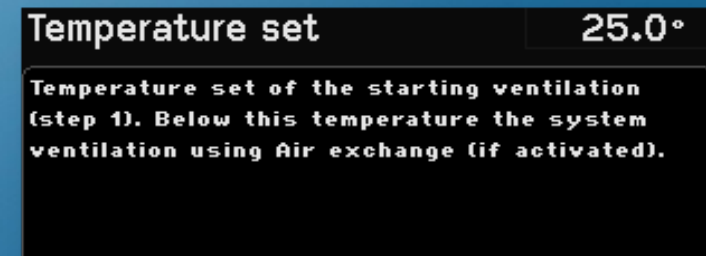 Temperature set
25.0°
Temperature set of the starting ventilation
(step 1). Below this temperature the system
ventilation using Air exchange (if activated).